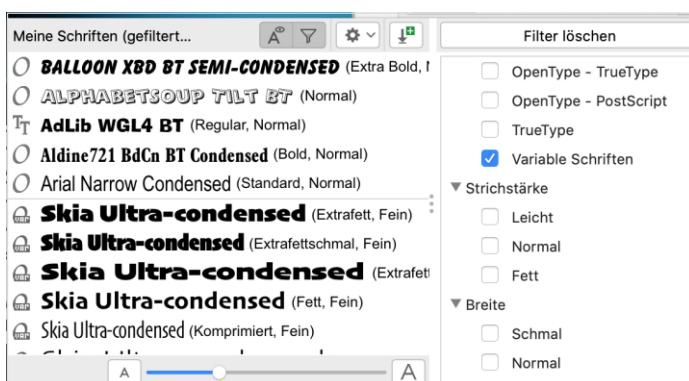 Meine Schriften (gefiltert...
BALLOON XBD BT SEMI-CONDENSED (Extra Bold,
ALPHABETSOUP TILT BT (Normal)
AdLib WGL4 BT (Regular, Normal)
Aldine721 BdCn BT Condensed (Bold, Normal)
Arial Narrow Condensed (Standard, Normal)
Skia Ultra-condensed (Extrafett, Fein)
Skia Ultra-condensed (Extrafettschmal, Fein)
Skia Ultra-condensed (Extrafett
Skia Ultra-condensed (Fett, Fein)
Skia Ultra-condensed (Komprimiert, Fein)
A A
Filter löschen
OpenType - TrueType
OpenType - PostScript
TrueType
Variable Schriften
Strichstärke
Leicht
Normal
Fett
Breite
Schmal
Normal